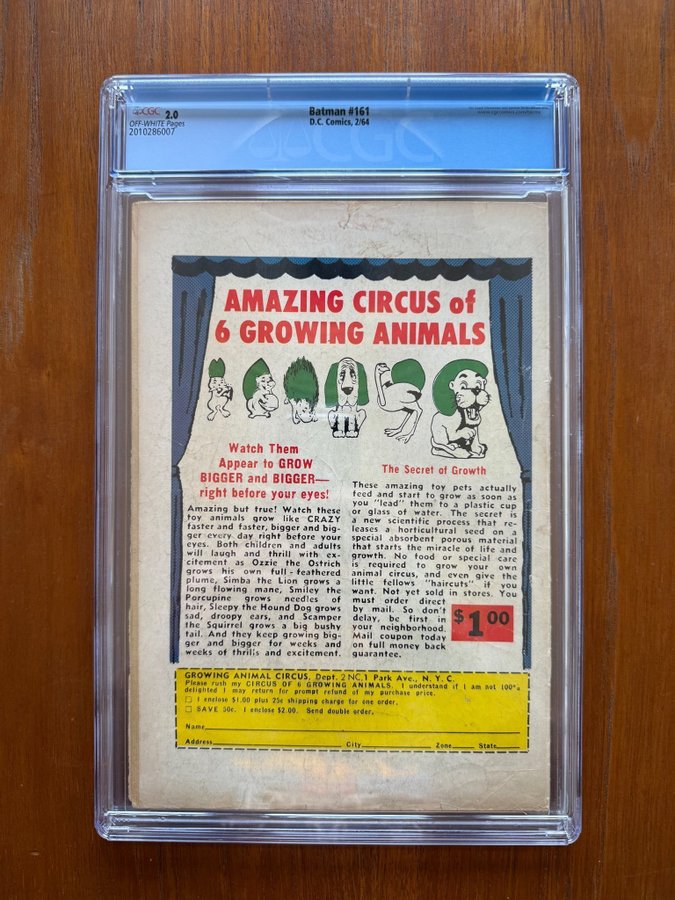 CGC 2.0
OFF-WHITE Pages
2010286007
Batman #161
D.C. Comics, 2/64
CGC
AMAZING CIRCUS of
6 GROWING ANIMALS
Watch Them
Appear to GROW
BIGGER and BIGGER—
right before your eyes!
Amazing but true! Watch these
toy animals grow like CRAZY
faster and faster, bigger and big-
ger every day right before your
eyes. Both children and adults
will laugh and thrill with ex-
citement as Ozzie the Ostrich
grows his own full - feathered
plume, Simba the Lion grows a
long flowing mane, Smiley the
Porcupine grows needles of
hair, Sleepy the Hound Dog grows
sad, droopy ears, and Scamper
the Squirrel grows a big bushy
tail. And they keep growing big-
ger and bigger for weeks and
weeks of thrills and excitement.
The Secret of Growth
These amazing toy pets actually
feed and start to grow as soon as
you "lead" them to a plastic cup
or glass of water. The secret is
a new scientific process that re-
leases a horticultural seed on a
special absorbent porous material
that starts the miracle of life and
growth. No food or special care
is required to grow your own
animal circus, and even give the
little fellows "haircuts" if you
want. Not yet sold in stores. You
must order direct
by mail. So don't
delay, be first in
your neighborhood.
Mail coupon today
on full money back
guarantee.
$1.00
GROWING ANIMAL CIRCUS, Dept. 2 NC, 1 Park Ave., N. Y. C.
Please rush my CIRCUS OF 6 GROWING ANIMALS. I understand if I am not 100%
delighted I may return for prompt refund of my purchase price.
I enclose $1.00 plus 25c shipping charge for one order.
SAVE 50c. I enclose $2.00. Send double order.
Name
Address City Zone State